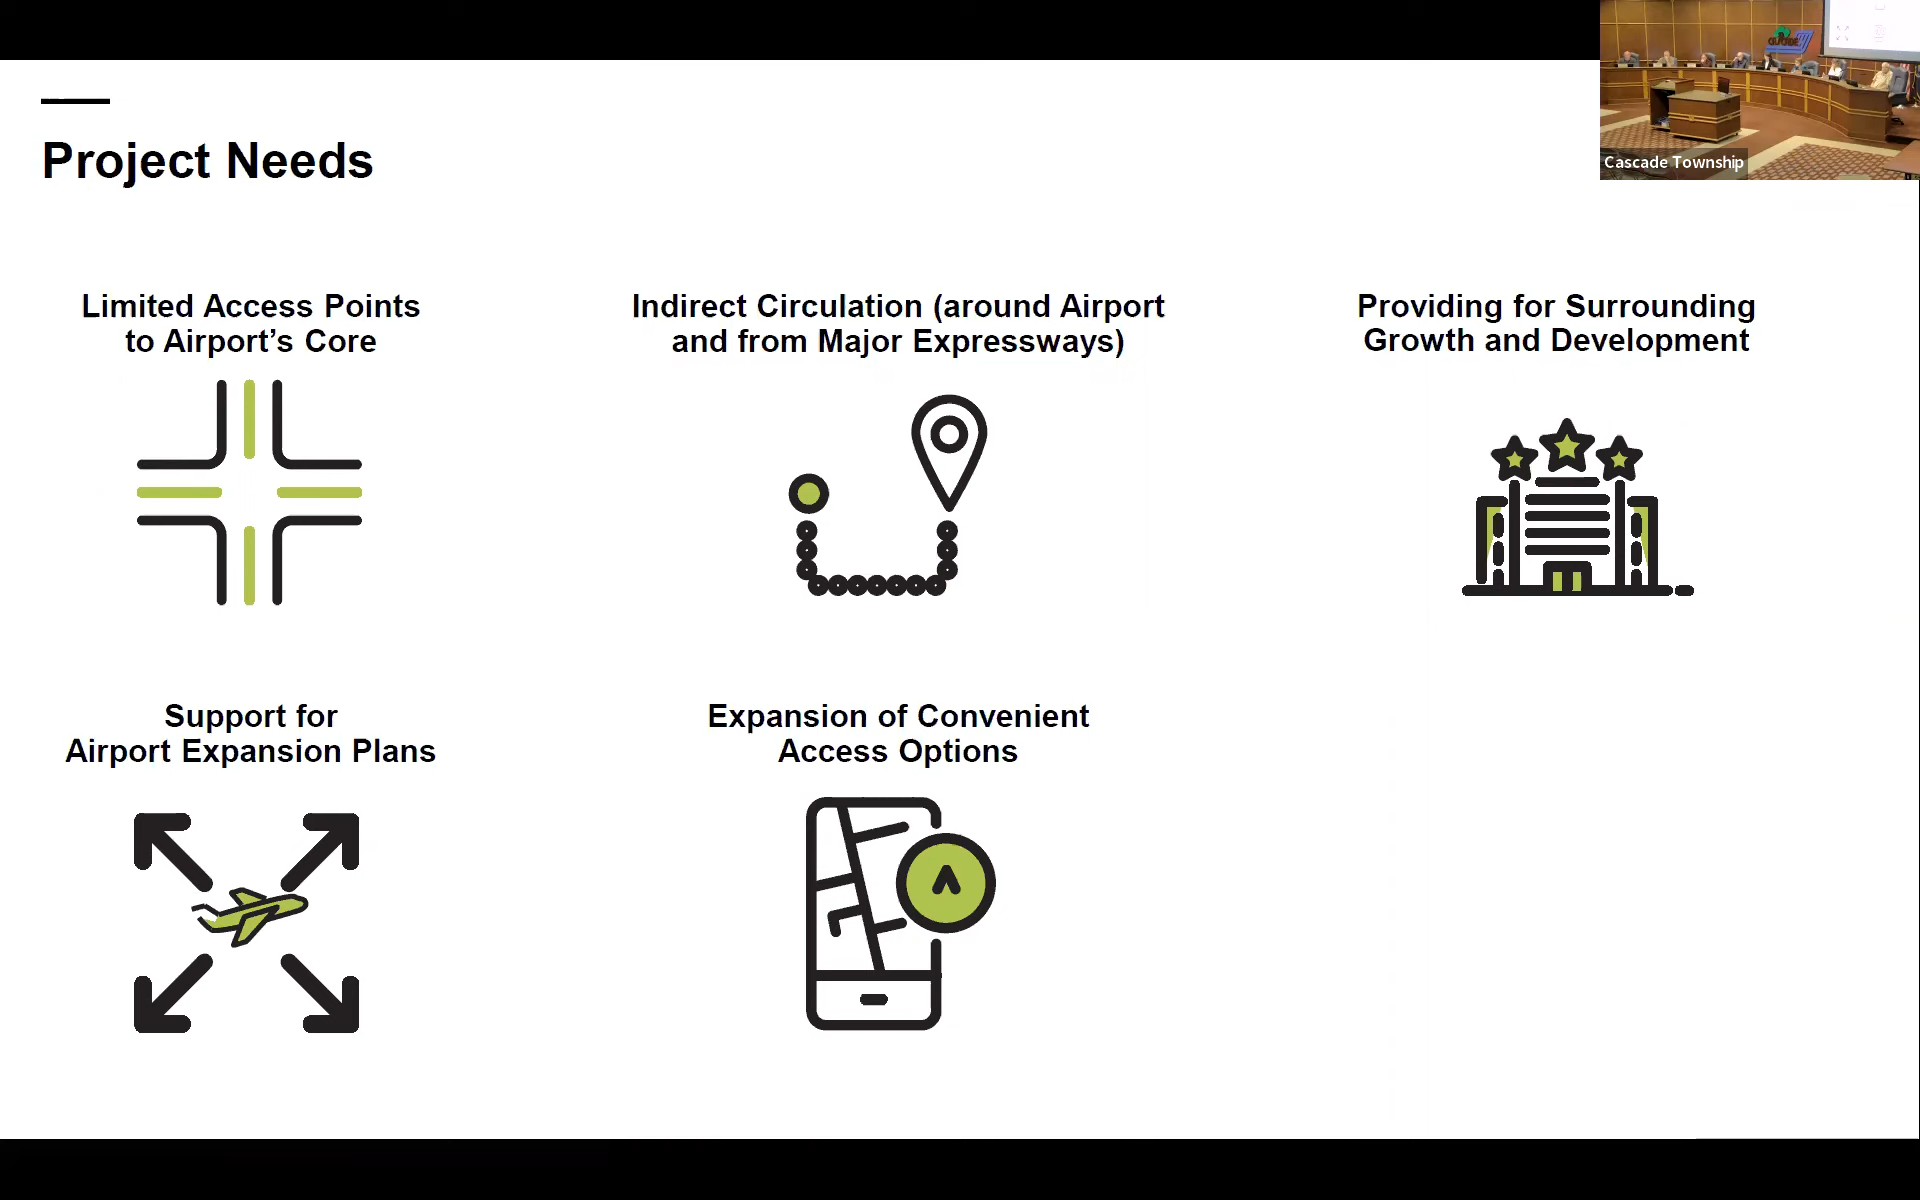 Project Needs
Cascade Township
Limited Access Points
to Airport’s Core
Indirect Circulation (around Airport
and from Major Expressways)
Providing for Surrounding
Growth and Development
Support for
Airport Expansion Plans
Expansion of Convenient
Access Options